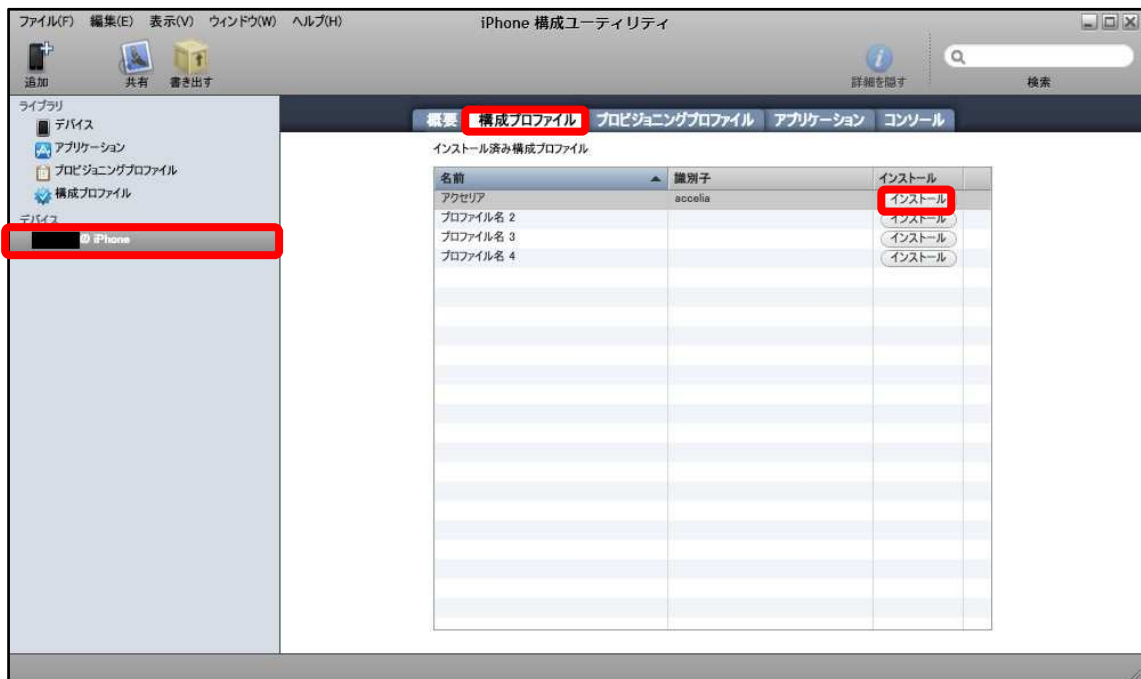 ファイル(F) 編集(E) 表示(V) ウィンドウ(W) ヘルプ(H) iPhone 構成ユーティリティ
追加 共有 書き出す 詳細を隠す 検索
ライブラリ
デバイス
アプリケーション
プロビジョニングプロファイル
構成プロファイル
デバイス
の iPhone
概要 構成プロファイル プロビジョニングプロファイル アプリケーション コンソール
インストール済み構成プロファイル
名前 識別子 インストール
アクセリア accelia インストール
プロファイル名 2 インストール
プロファイル名 3 インストール
プロファイル名 4 インストール